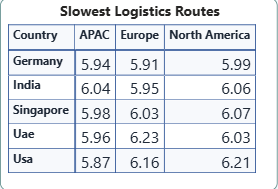 Slowest Logistics Routes
Country APAC Europe North America
Germany 5.94 5.91 5.99
India 6.04 5.95 6.06
Singapore 5.98 6.03 6.07
Uae 5.96 6.23 6.03
Usa 5.87 6.16 6.21